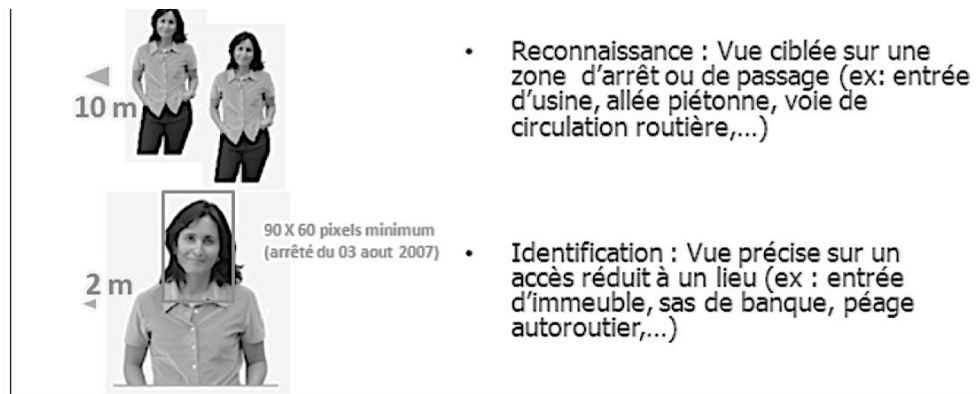 10 m
• Reconnaissance : Vue ciblée sur une
zone d'arrêt ou de passage (ex: entrée
d'usine, allée piétonne, voie de
circulation routière,...)
90 X 60 pixels minimum
(arrêté du 03 aout 2007)
2 m
• Identification : Vue précise sur un
accès réduit à un lieu (ex : entrée
d'immeuble, sas de banque, péage
autoroutier,...)